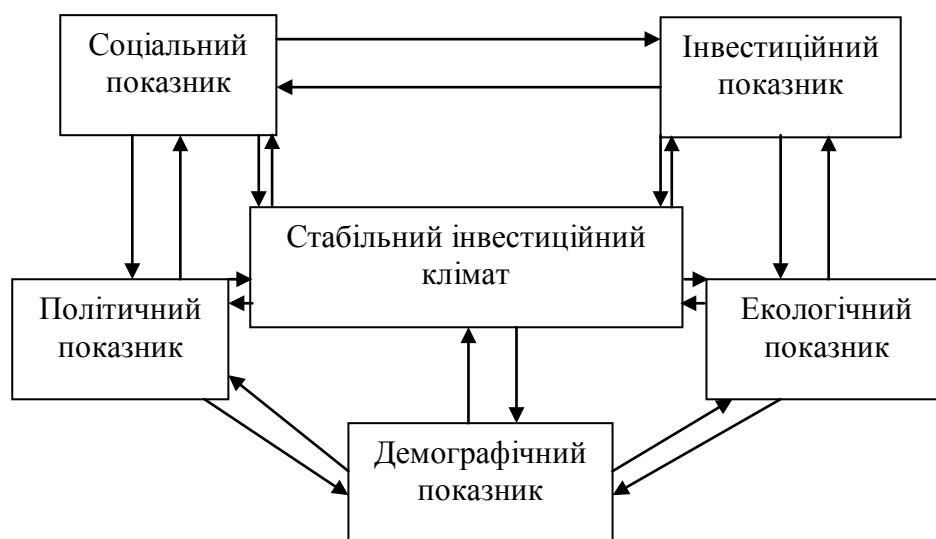 Соціальний
показник
Інвестиційний
показник
Стабільний інвестиційний
клімат
Політичний
показник
Екологічний
показник
Демографічний
показник